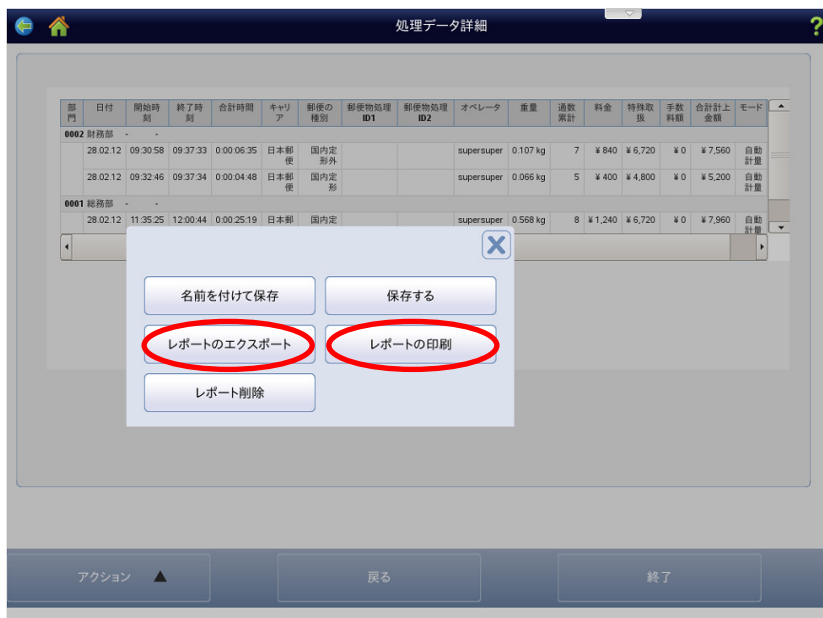 処理データ詳細
?
部門 日付 開始時刻 終了時刻 合計時間 キャリア 郵便の種別 郵便物処理ID1 郵便物処理ID2 オペレータ 重量 通数累計 料金 特殊取扱 手数料額 合計計上金額 モード
0002 財務部 - -
28.02.12 09:30:58 09:37:33 0:00:06:35 日本郵便 国内定形外 supersuper 0.107 kg 7 ¥ 840 ¥ 6,720 ¥ 0 ¥ 7,560 自動計量
28.02.12 09:32:46 09:37:34 0:00:04:48 日本郵便 国内定形 supersuper 0.066 kg 5 ¥ 400 ¥ 4,800 ¥ 0 ¥ 5,200 自動計量
0001 総務部 - -
28.02.12 11:35:25 12:00:44 0:00:25:19 日本郵 国内定 supersuper 0.568 kg 8 ¥ 1,240 ¥ 6,720 ¥ 0 ¥ 7,960 自動計量
X
名前を付けて保存 保存する
レポートのエクスポート レポートの印刷
レポート削除
アクション ▲ 戻る 終了